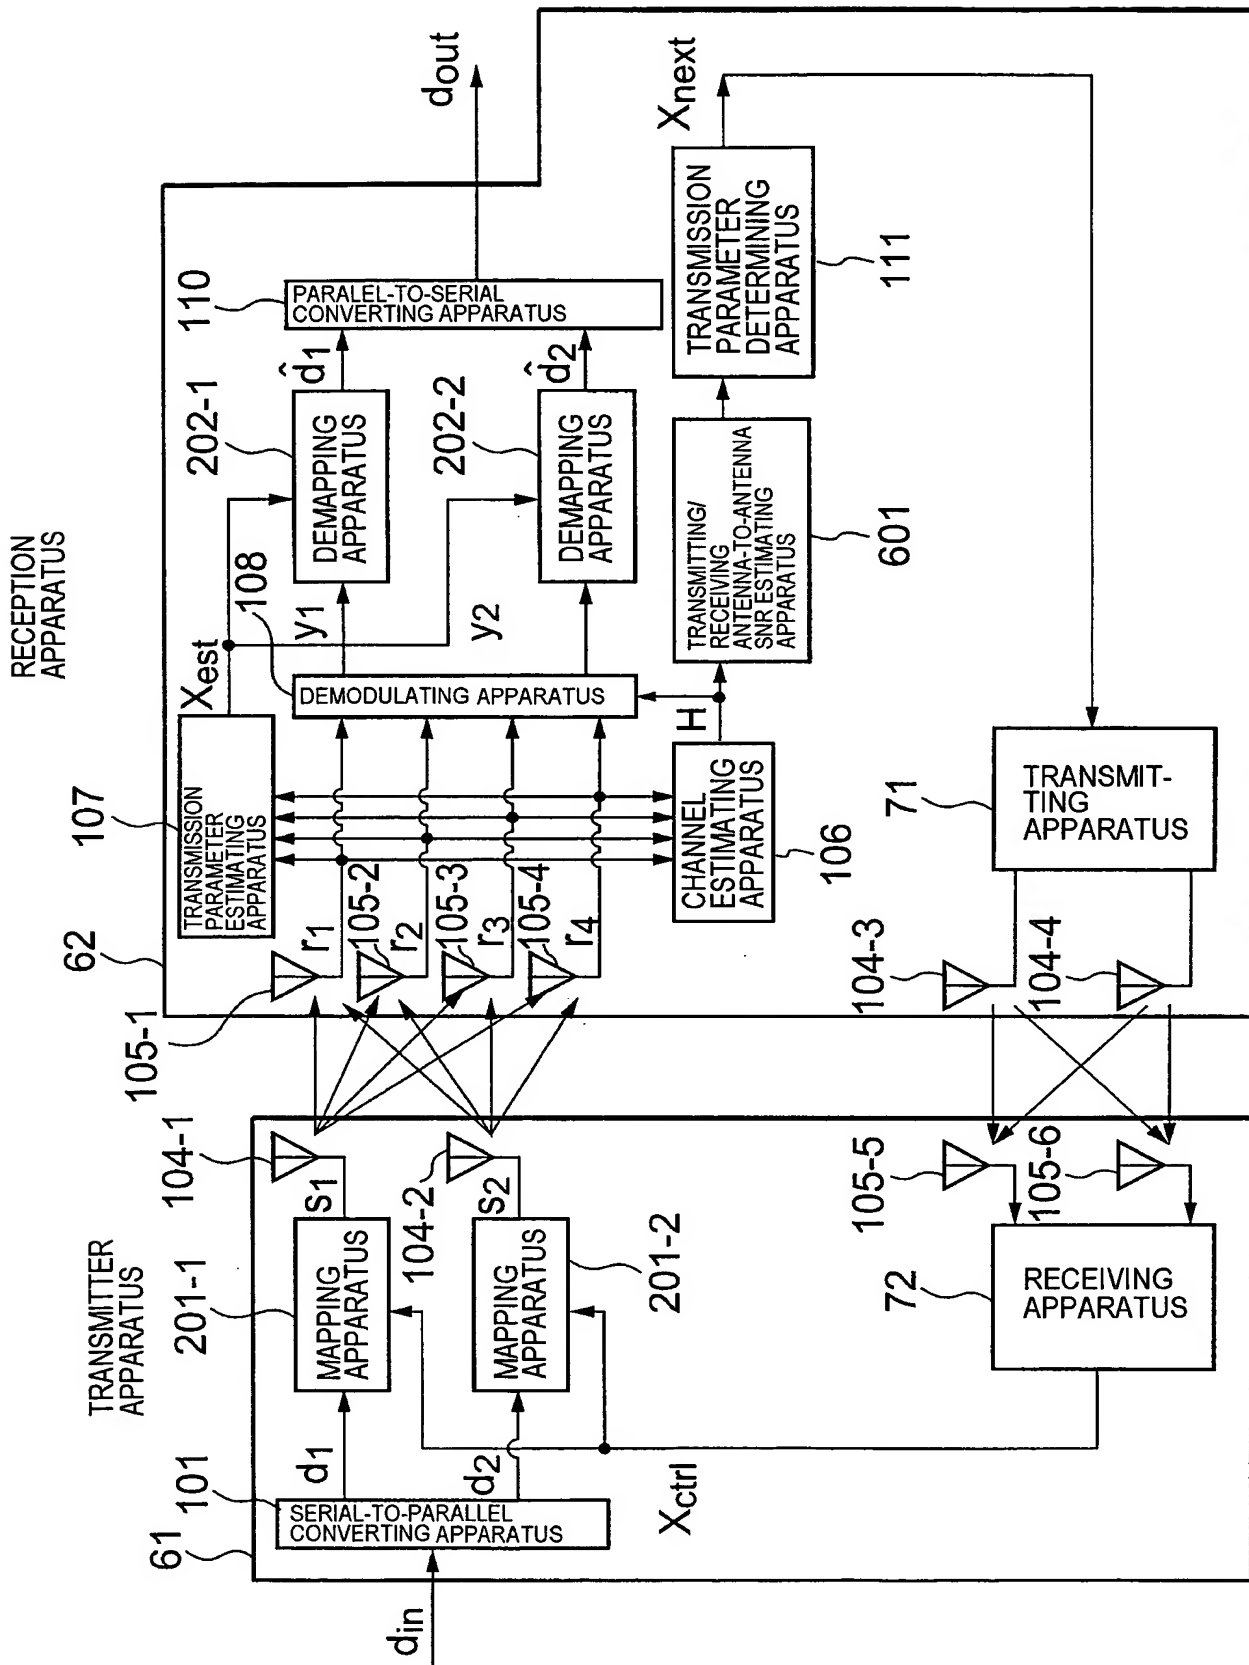 TRANSMITTER
APPARATUS
RECEPTION
APPARATUS
61
62
din
101
SERIAL-TO-PARALLEL
CONVERTING APPARATUS
d1
d2
201-1
MAPPING
APPARATUS
201-2
MAPPING
APPARATUS
Xctrl
s1
s2
104-1
104-2
105-1
105-2
105-3
105-4
r1
r2
r3
r4
107
TRANSMISSION
PARAMETER
ESTIMATING
APPARATUS
Xest
106
CHANNEL
ESTIMATING
APPARATUS
H
108
DEMODULATING APPARATUS
y1
y2
202-1
DEMAPPING
APPARATUS
202-2
DEMAPPING
APPARATUS
d̂1
d̂2
110
PARALEL-TO-SERIAL
CONVERTING APPARATUS
dout
601
TRANSMITTING/
RECEIVING
ANTENNA-TO-ANTENNA
SNR ESTIMATING
APPARATUS
111
TRANSMISSION
PARAMETER
DETERMINING
APPARATUS
Xnext
71
TRANSMIT-
TING
APPARATUS
104-3
104-4
105-5
105-6
72
RECEIVING
APPARATUS